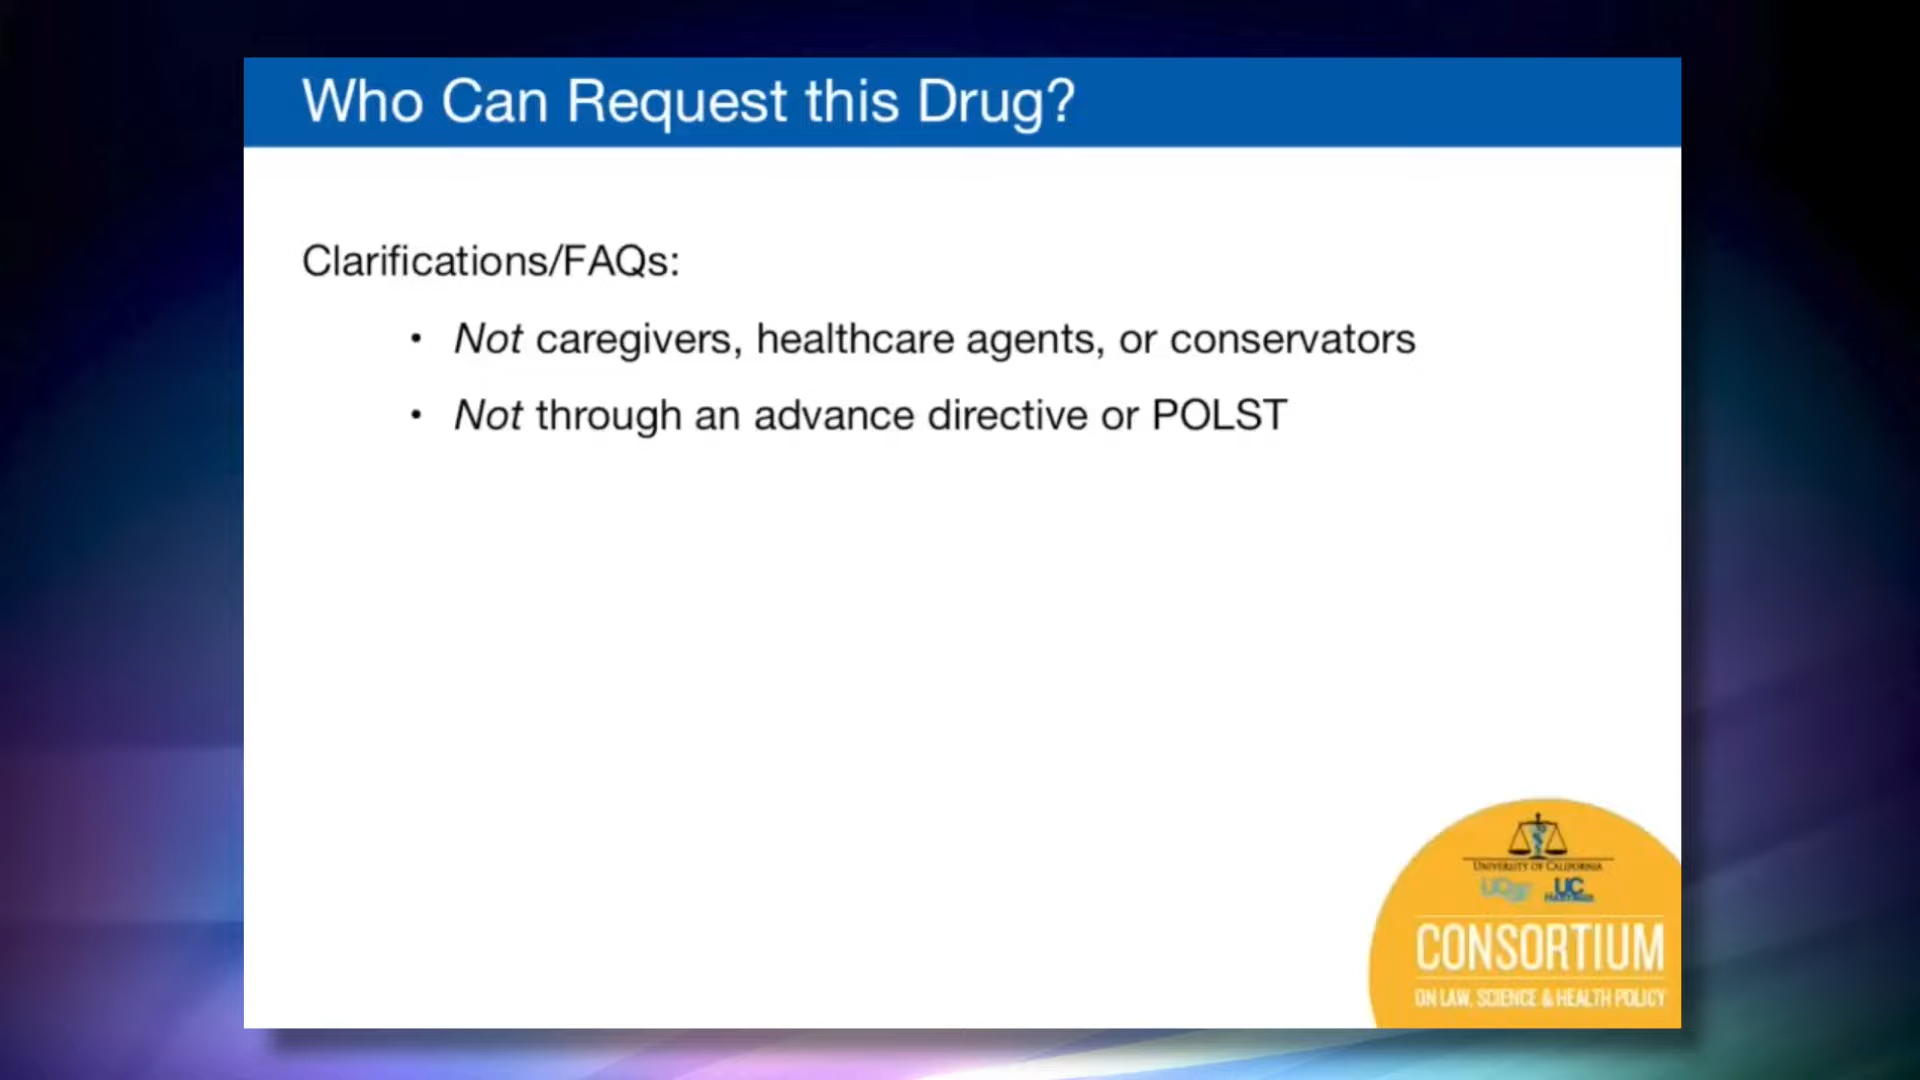 Who Can Request this Drug?
Clarifications/FAQs:
• Not caregivers, healthcare agents, or conservators
• Not through an advance directive or POLST
UNIVERSITY OF CALIFORNIA
UCSF UC HASTINGS
CONSORTIUM
ON LAW, SCIENCE & HEALTH POLICY